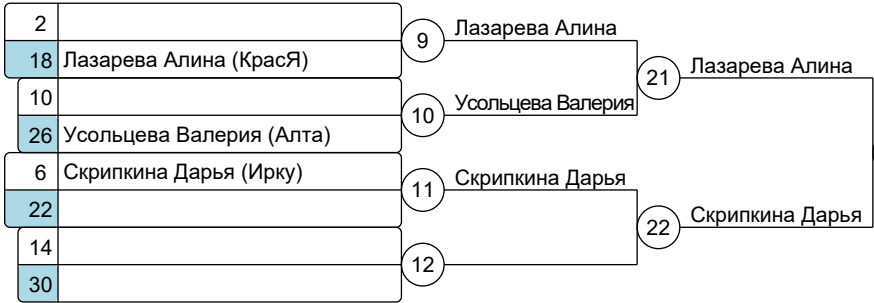 2
18 Лазарева Алина (КрасЯ)
9 Лазарева Алина
10
26 Усольцева Валерия (Алта)
10 Усольцева Валерия
21 Лазарева Алина
6 Скрипкина Дарья (Ирку)
22
11 Скрипкина Дарья
14
30
12
22 Скрипкина Дарья